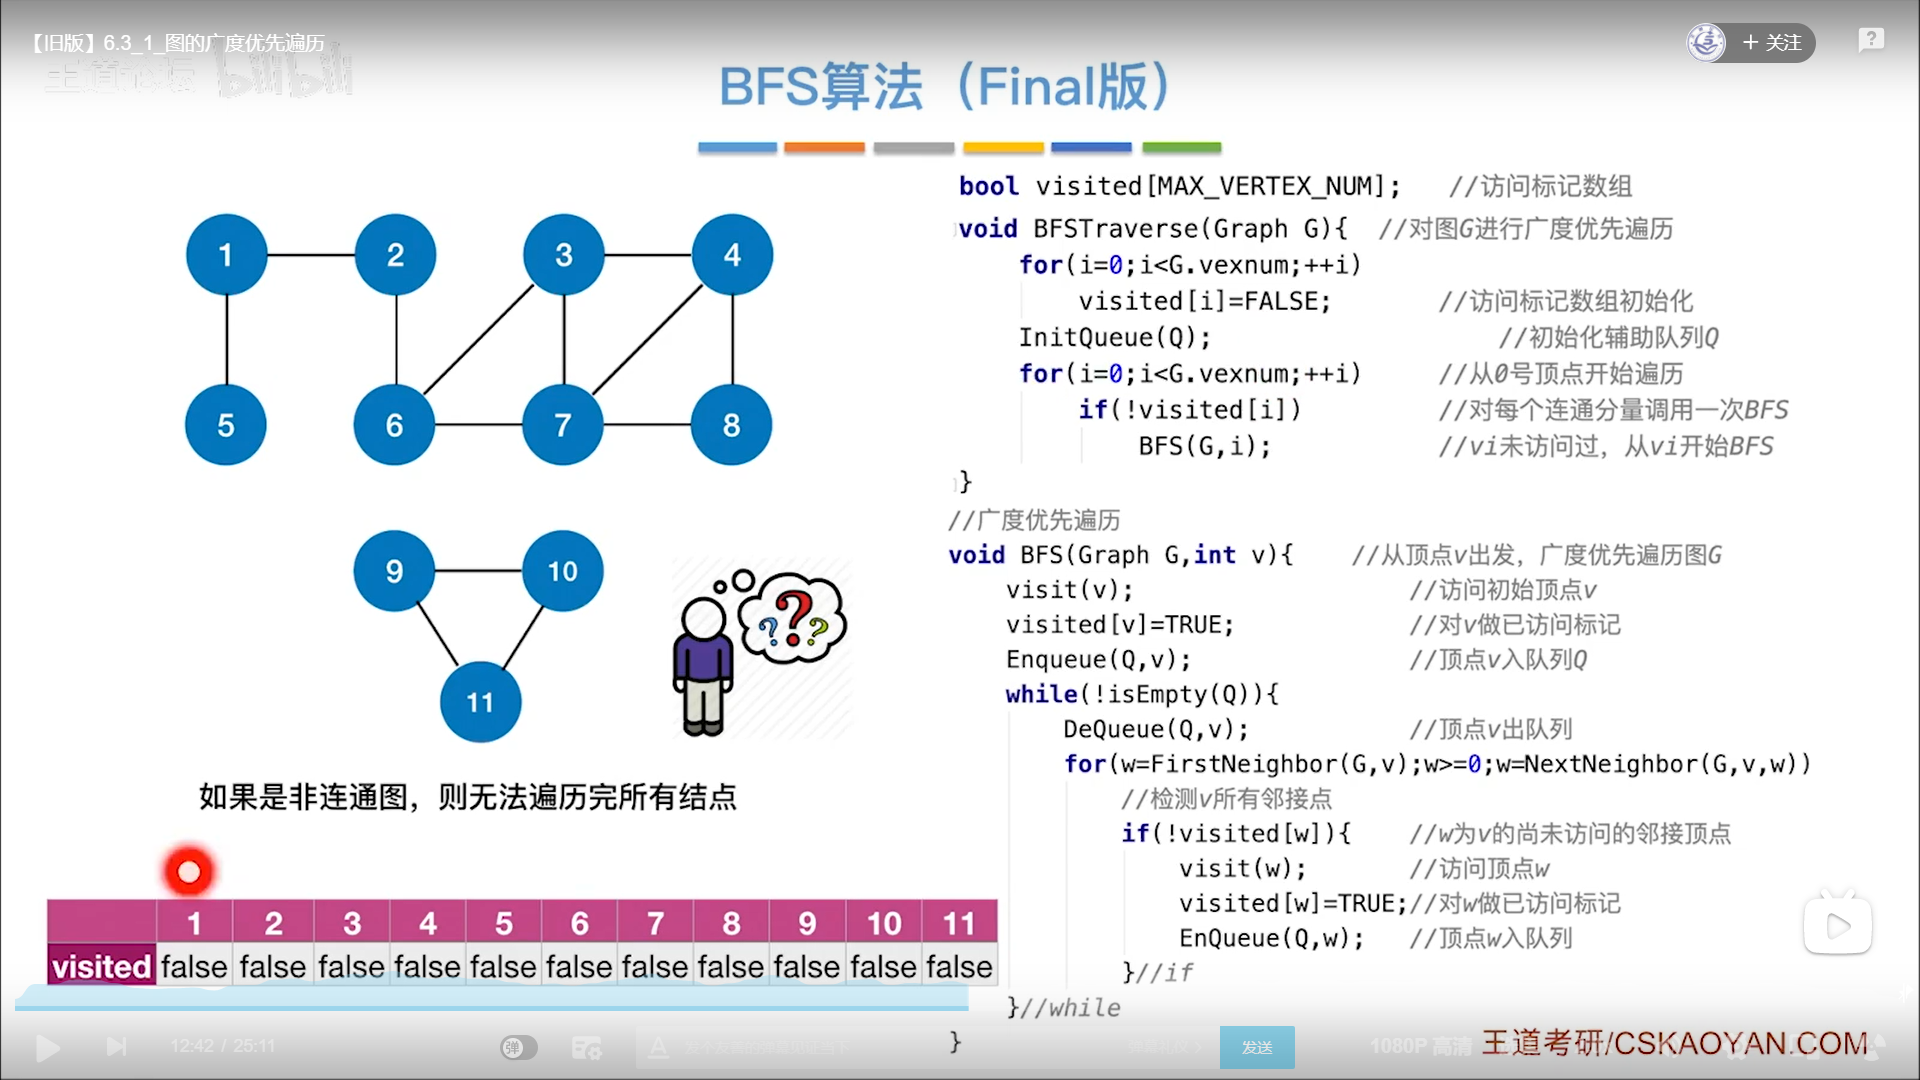 【旧版】6.3_1_图的广度优先遍历
+ 关注
王道论坛 bilibili
BFS算法（Final版）
bool visited[MAX_VERTEX_NUM]; //访问标记数组
void BFSTraverse(Graph G){ //对图G进行广度优先遍历
for(i=0;i<G.vexnum;++i)
visited[i]=FALSE; //访问标记数组初始化
InitQueue(Q); //初始化辅助队列Q
for(i=0;i<G.vexnum;++i) //从0号顶点开始遍历
if(!visited[i]) //对每个连通分量调用一次BFS
BFS(G,i); //vi未访问过，从vi开始BFS
}
//广度优先遍历
void BFS(Graph G,int v){ //从顶点v出发，广度优先遍历图G
visit(v); //访问初始顶点v
visited[v]=TRUE; //对v做已访问标记
Enqueue(Q,v); //顶点v入队列Q
while(!isEmpty(Q)){
DeQueue(Q,v); //顶点v出队列
for(w=FirstNeighbor(G,v);w>=0;w=NextNeighbor(G,v,w))
//检测v所有邻接点
if(!visited[w]){ //w为v的尚未访问的邻接顶点
visit(w); //访问顶点w
visited[w]=TRUE;//对w做已访问标记
EnQueue(Q,w); //顶点w入队列
}//if
}//while
}
1 2 3 4
5 6 7 8
9 10
11
? ? ?
如果是非连通图，则无法遍历完所有结点
1 2 3 4 5 6 7 8 9 10 11
visited false false false false false false false false false false false
12:42 / 25:11
弹
发送
1080P 高清
王道考研/CSKAOYAN.COM